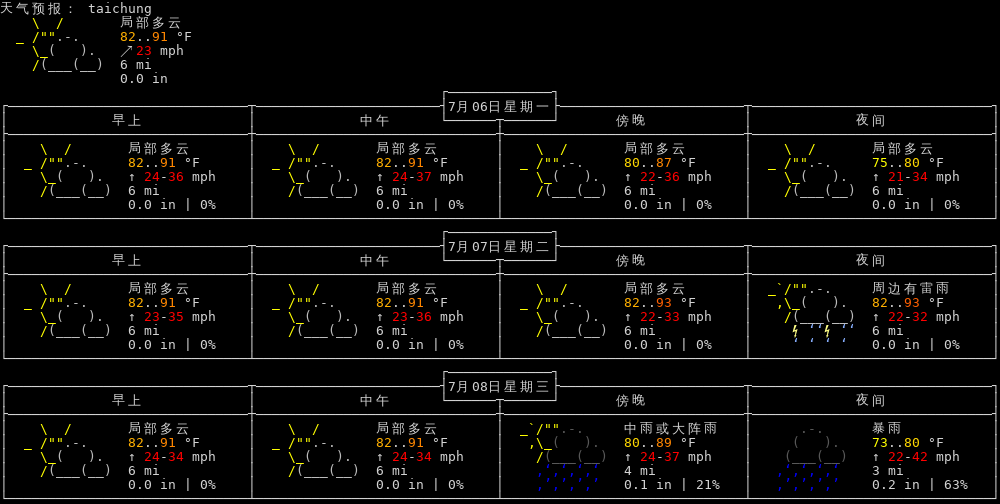 天气预报： taichung
局部多云
82..91 °F
↗23 mph
6 mi
0.0 in
7月06日星期一
早上 中午 傍晚 夜间
局部多云 局部多云 局部多云 局部多云
82..91 °F 82..91 °F 80..87 °F 75..80 °F
↑ 24-36 mph ↑ 24-37 mph ↑ 22-36 mph ↑ 21-34 mph
6 mi 6 mi 6 mi 6 mi
0.0 in | 0% 0.0 in | 0% 0.0 in | 0% 0.0 in | 0%
7月07日星期二
早上 中午 傍晚 夜间
局部多云 局部多云 局部多云 周边有雷雨
82..91 °F 82..91 °F 82..93 °F 82..93 °F
↑ 23-35 mph ↑ 23-36 mph ↑ 22-33 mph ↑ 22-32 mph
6 mi 6 mi 6 mi 6 mi
0.0 in | 0% 0.0 in | 0% 0.0 in | 0% 0.0 in | 0%
7月08日星期三
早上 中午 傍晚 夜间
局部多云 局部多云 中雨或大阵雨 暴雨
82..91 °F 82..91 °F 80..89 °F 73..80 °F
↑ 24-34 mph ↑ 24-34 mph ↑ 24-37 mph ↑ 22-42 mph
6 mi 6 mi 4 mi 3 mi
0.0 in | 0% 0.0 in | 0% 0.1 in | 21% 0.2 in | 63%